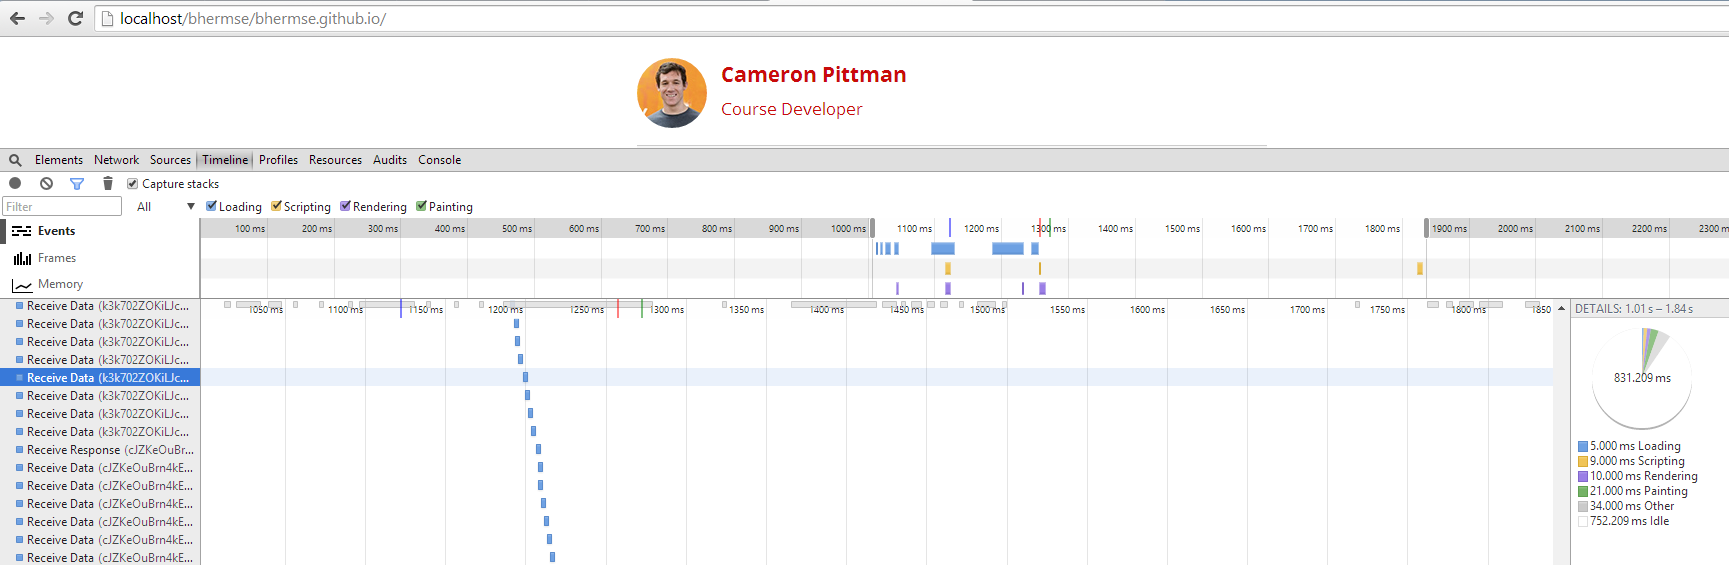 localhost/bhermse/bhermse.github.io/
Cameron Pittman
Course Developer
Elements Network Sources Timeline Profiles Resources Audits Console
Capture stacks
Filter All Loading Scripting Rendering Painting
Events
Frames
Memory
100 ms 200 ms 300 ms 400 ms 500 ms 600 ms 700 ms 800 ms 900 ms 1000 ms 1100 ms 1200 ms 1300 ms 1400 ms 1500 ms 1600 ms 1700 ms 1800 ms 1900 ms 2000 ms 2100 ms 2200 ms 2300 m
1050 ms 1100 ms 1150 ms 1200 ms 1250 ms 1300 ms 1350 ms 1400 ms 1450 ms 1500 ms 1550 ms 1600 ms 1650 ms 1700 ms 1750 ms 1800 ms 1850
Receive Data (k3k702ZOKiLJc...
Receive Data (k3k702ZOKiLJc...
Receive Data (k3k702ZOKiLJc...
Receive Data (k3k702ZOKiLJc...
Receive Data (k3k702ZOKiLJc...
Receive Data (k3k702ZOKiLJc...
Receive Data (k3k702ZOKiLJc...
Receive Data (k3k702ZOKiLJc...
Receive Response (cJZKeOuBr...
Receive Data (cJZKeOuBrn4kE...
Receive Data (cJZKeOuBrn4kE...
Receive Data (cJZKeOuBrn4kE...
Receive Data (cJZKeOuBrn4kE...
Receive Data (cJZKeOuBrn4kE...
Receive Data (cJZKeOuBrn4kE...
DETAILS: 1.01 s – 1.84 s
831.209 ms
5.000 ms Loading
9.000 ms Scripting
10.000 ms Rendering
21.000 ms Painting
34.000 ms Other
752.209 ms Idle